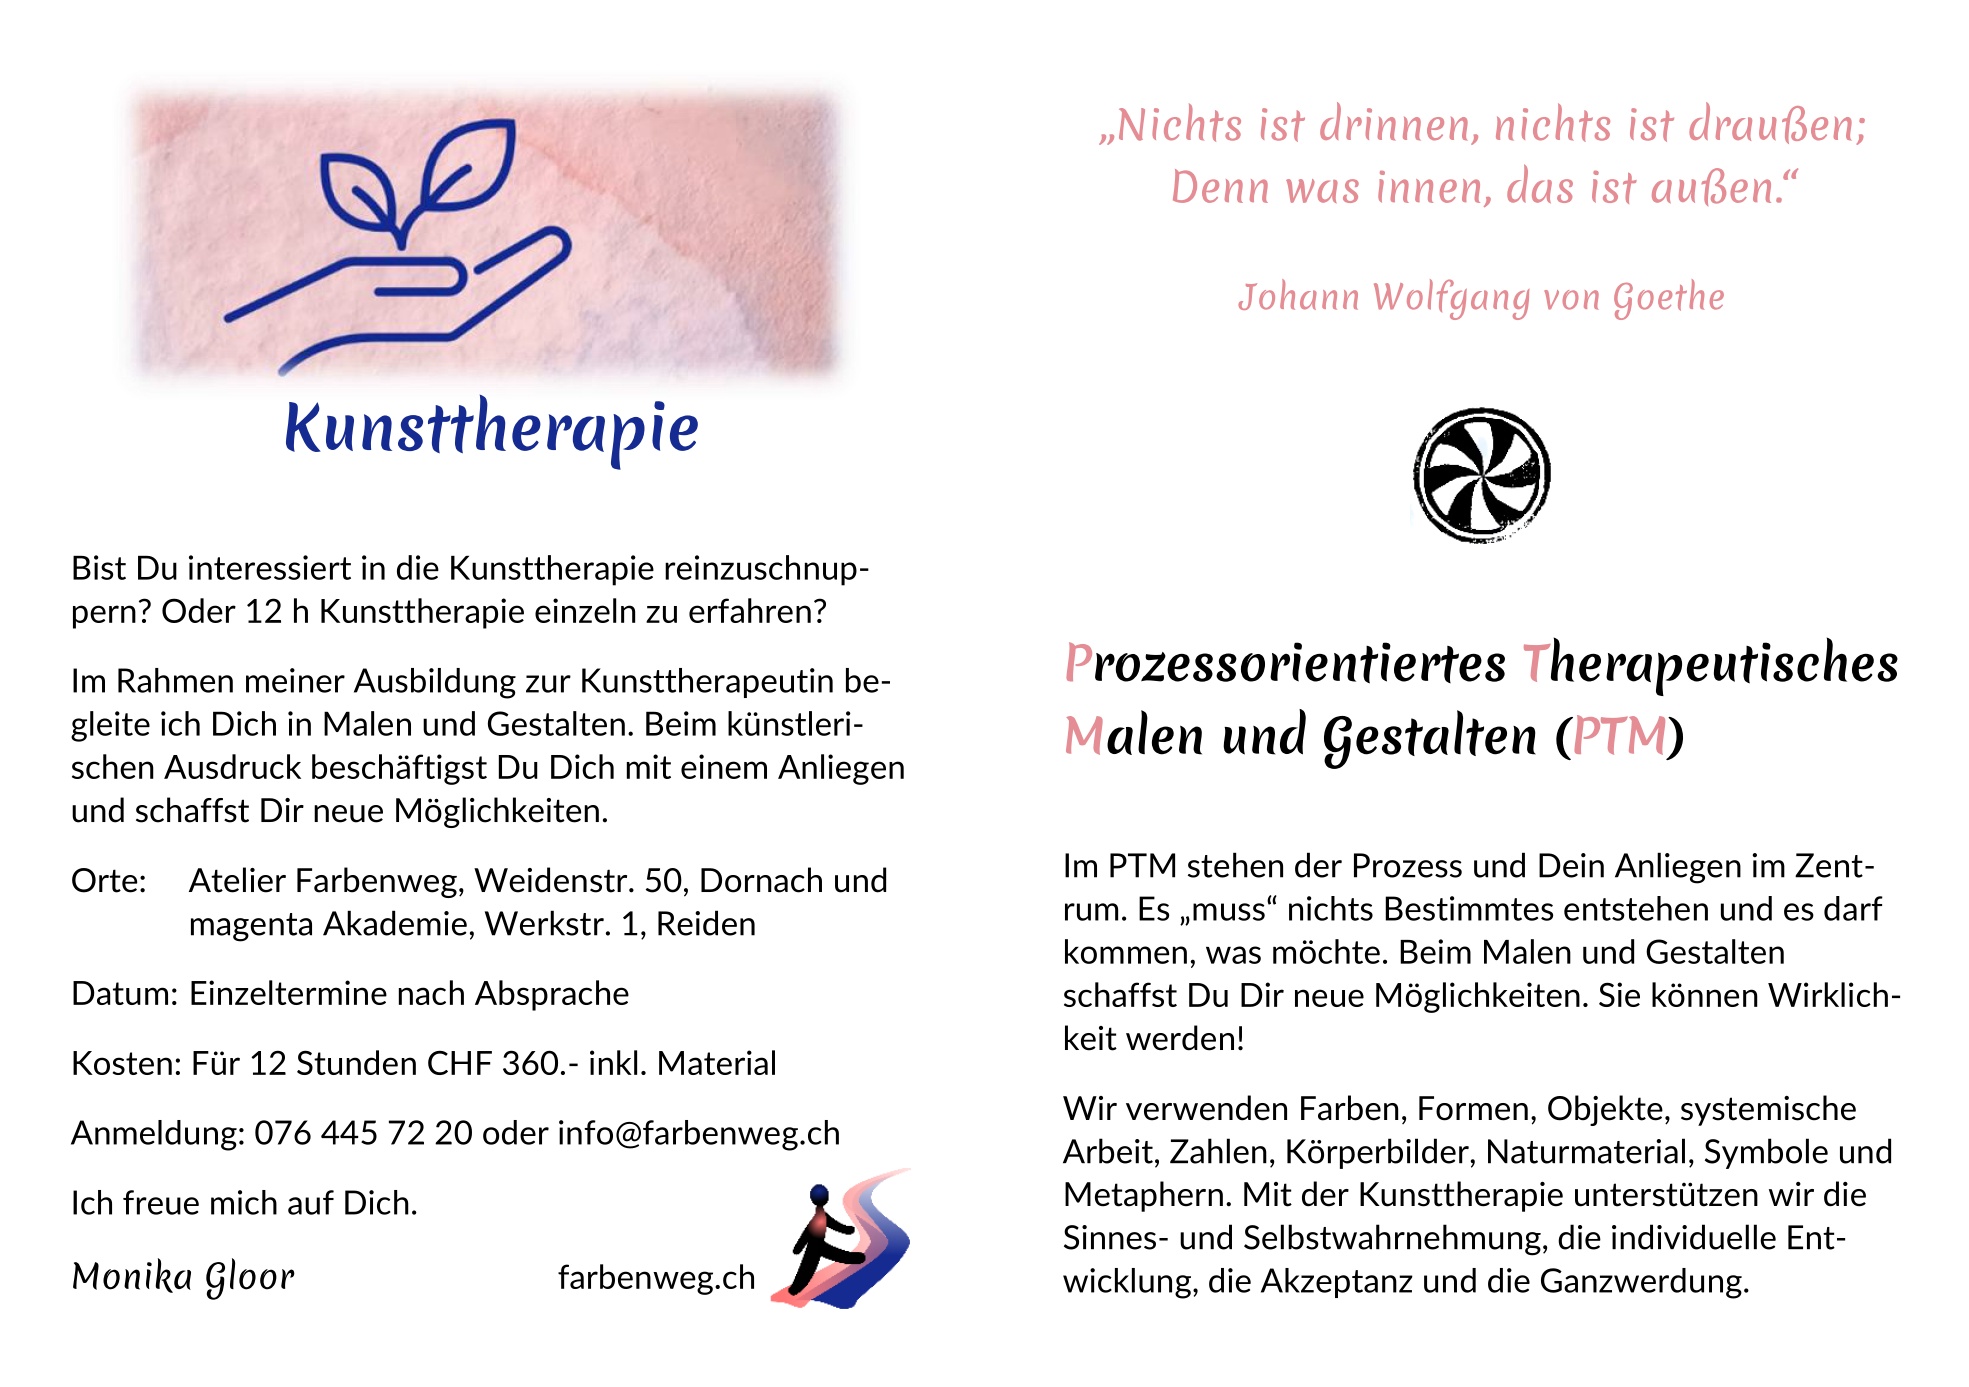 Kunsttherapie
Bist Du interessiert in die Kunsttherapie reinzuschnup-
pern? Oder 12 h Kunsttherapie einzeln zu erfahren?
Im Rahmen meiner Ausbildung zur Kunsttherapeutin be-
gleite ich Dich in Malen und Gestalten. Beim künstleri-
schen Ausdruck beschäftigst Du Dich mit einem Anliegen
und schaffst Dir neue Möglichkeiten.
Orte: Atelier Farbenweg, Weidenstr. 50, Dornach und
magenta Akademie, Werkstr. 1, Reiden
Datum: Einzeltermine nach Absprache
Kosten: Für 12 Stunden CHF 360.- inkl. Material
Anmeldung: 076 445 72 20 oder info@farbenweg.ch
Ich freue mich auf Dich.
Monika Gloor farbenweg.ch
„Nichts ist drinnen, nichts ist draußen;
Denn was innen, das ist außen.“
Johann Wolfgang von Goethe
Prozessorientiertes Therapeutisches
Malen und Gestalten (PTM)
Im PTM stehen der Prozess und Dein Anliegen im Zent-
rum. Es „muss“ nichts Bestimmtes entstehen und es darf
kommen, was möchte. Beim Malen und Gestalten
schaffst Du Dir neue Möglichkeiten. Sie können Wirklich-
keit werden!
Wir verwenden Farben, Formen, Objekte, systemische
Arbeit, Zahlen, Körperbilder, Naturmaterial, Symbole und
Metaphern. Mit der Kunsttherapie unterstützen wir die
Sinnes- und Selbstwahrnehmung, die individuelle Ent-
wicklung, die Akzeptanz und die Ganzwerdung.